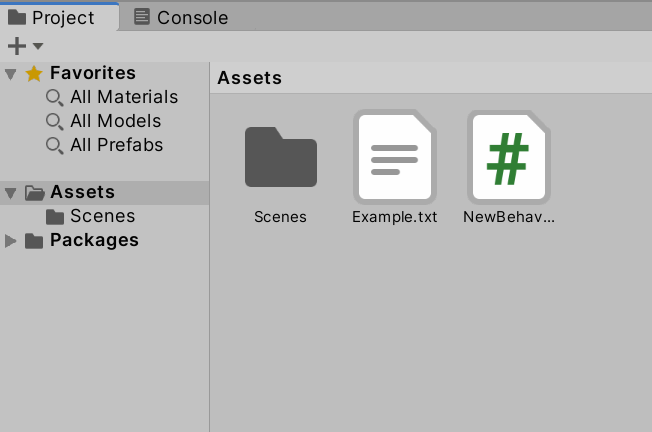 Project
Console
Favorites
All Materials
All Models
All Prefabs
Assets
Scenes
Packages
Assets
Scenes
Example.txt
NewBehav...